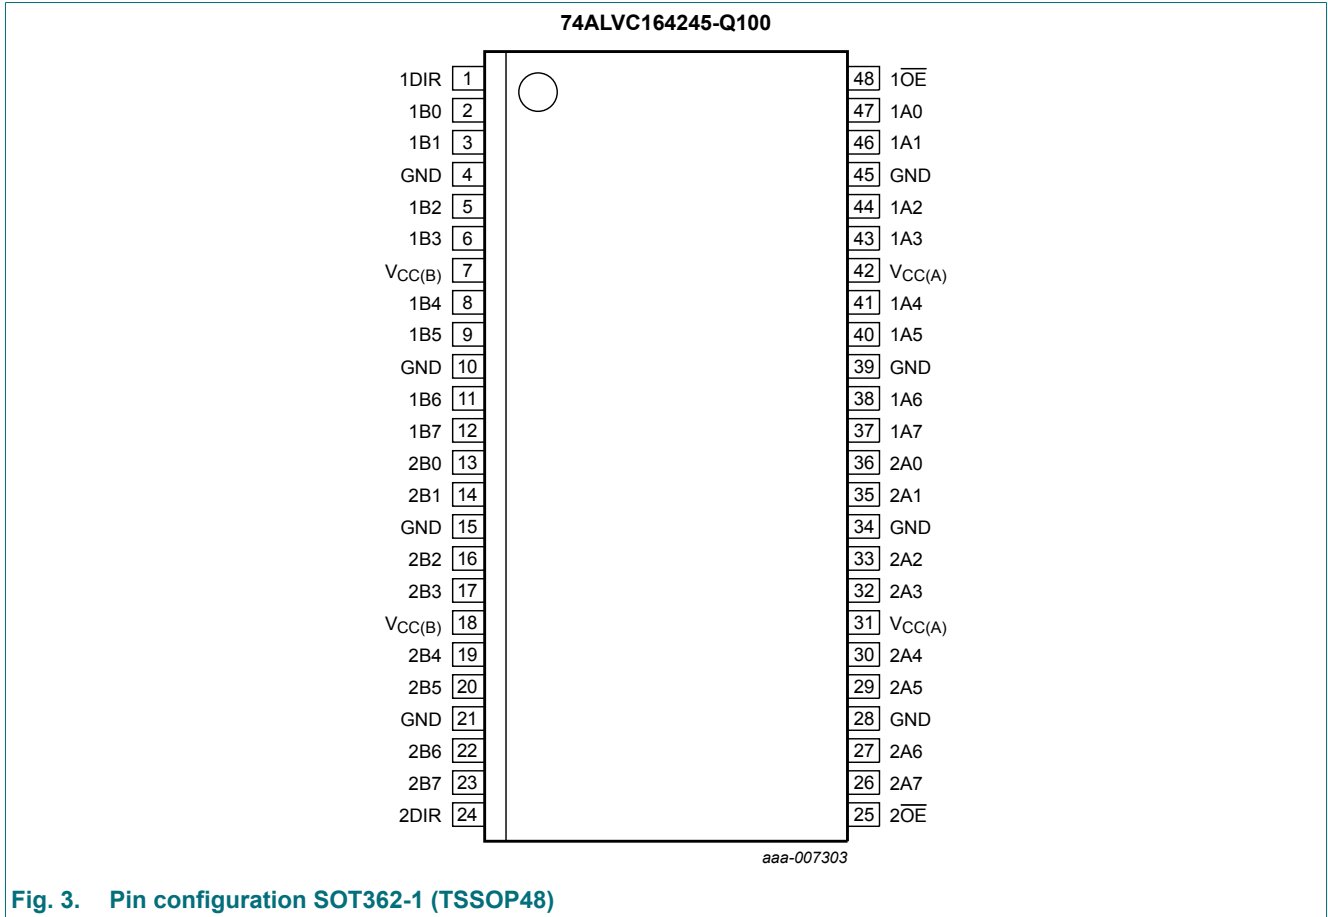 74ALVC164245-Q100
1DIR 1 48 1O̅E̅
1B0 2 47 1A0
1B1 3 46 1A1
GND 4 45 GND
1B2 5 44 1A2
1B3 6 43 1A3
VCC(B) 7 42 VCC(A)
1B4 8 41 1A4
1B5 9 40 1A5
GND 10 39 GND
1B6 11 38 1A6
1B7 12 37 1A7
2B0 13 36 2A0
2B1 14 35 2A1
GND 15 34 GND
2B2 16 33 2A2
2B3 17 32 2A3
VCC(B) 18 31 VCC(A)
2B4 19 30 2A4
2B5 20 29 2A5
GND 21 28 GND
2B6 22 27 2A6
2B7 23 26 2A7
2DIR 24 25 2O̅E̅
aaa-007303
Fig. 3. Pin configuration SOT362-1 (TSSOP48)